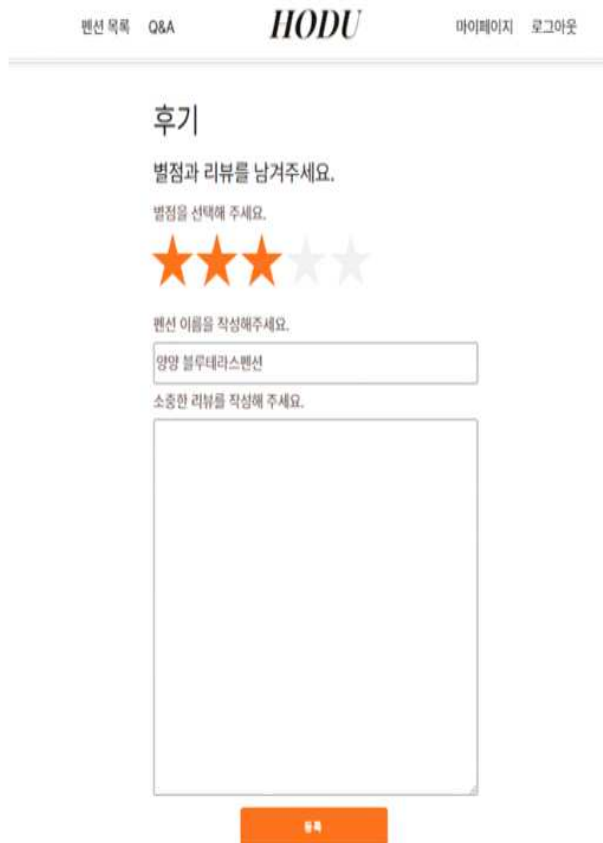 펜션 목록 Q&A HODU 마이페이지 로그아웃
후기
별점과 리뷰를 남겨주세요.
별점을 선택해 주세요.
펜션 이름을 작성해주세요.
양양 블루테라스펜션
소중한 리뷰를 작성해 주세요.
등록